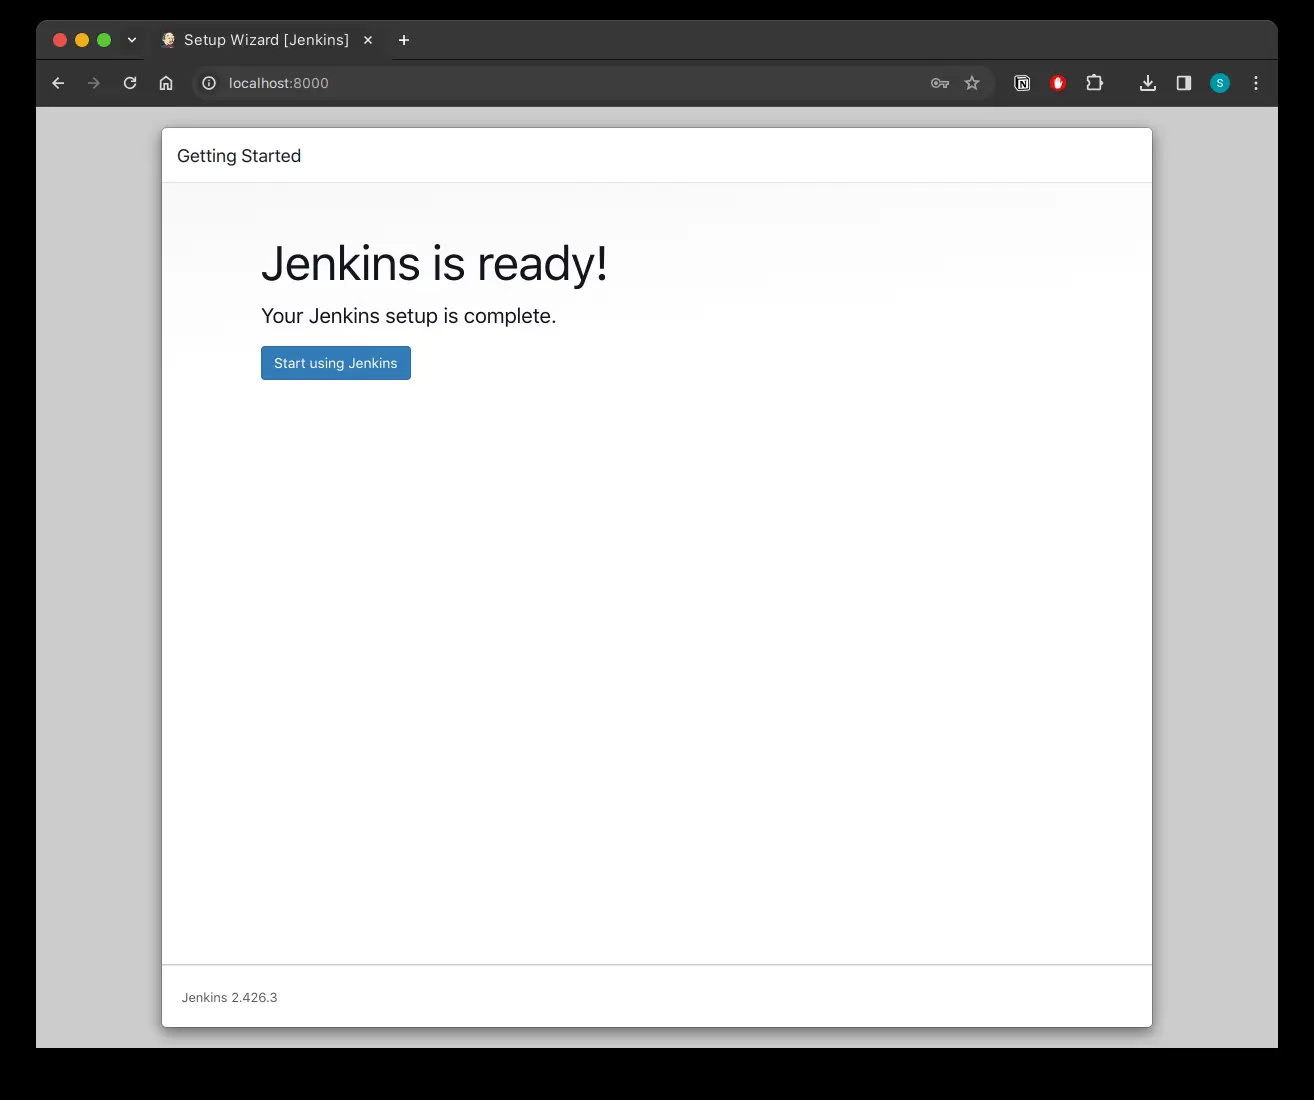 Setup Wizard [Jenkins]
localhost:8000
S
Getting Started
Jenkins is ready!
Your Jenkins setup is complete.
Start using Jenkins
Jenkins 2.426.3